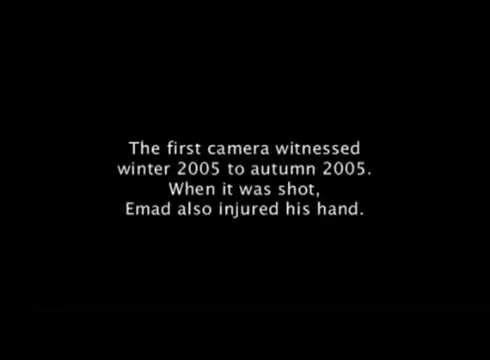 The first camera witnessed
winter 2005 to autumn 2005.
When it was shot,
Emad also injured his hand.